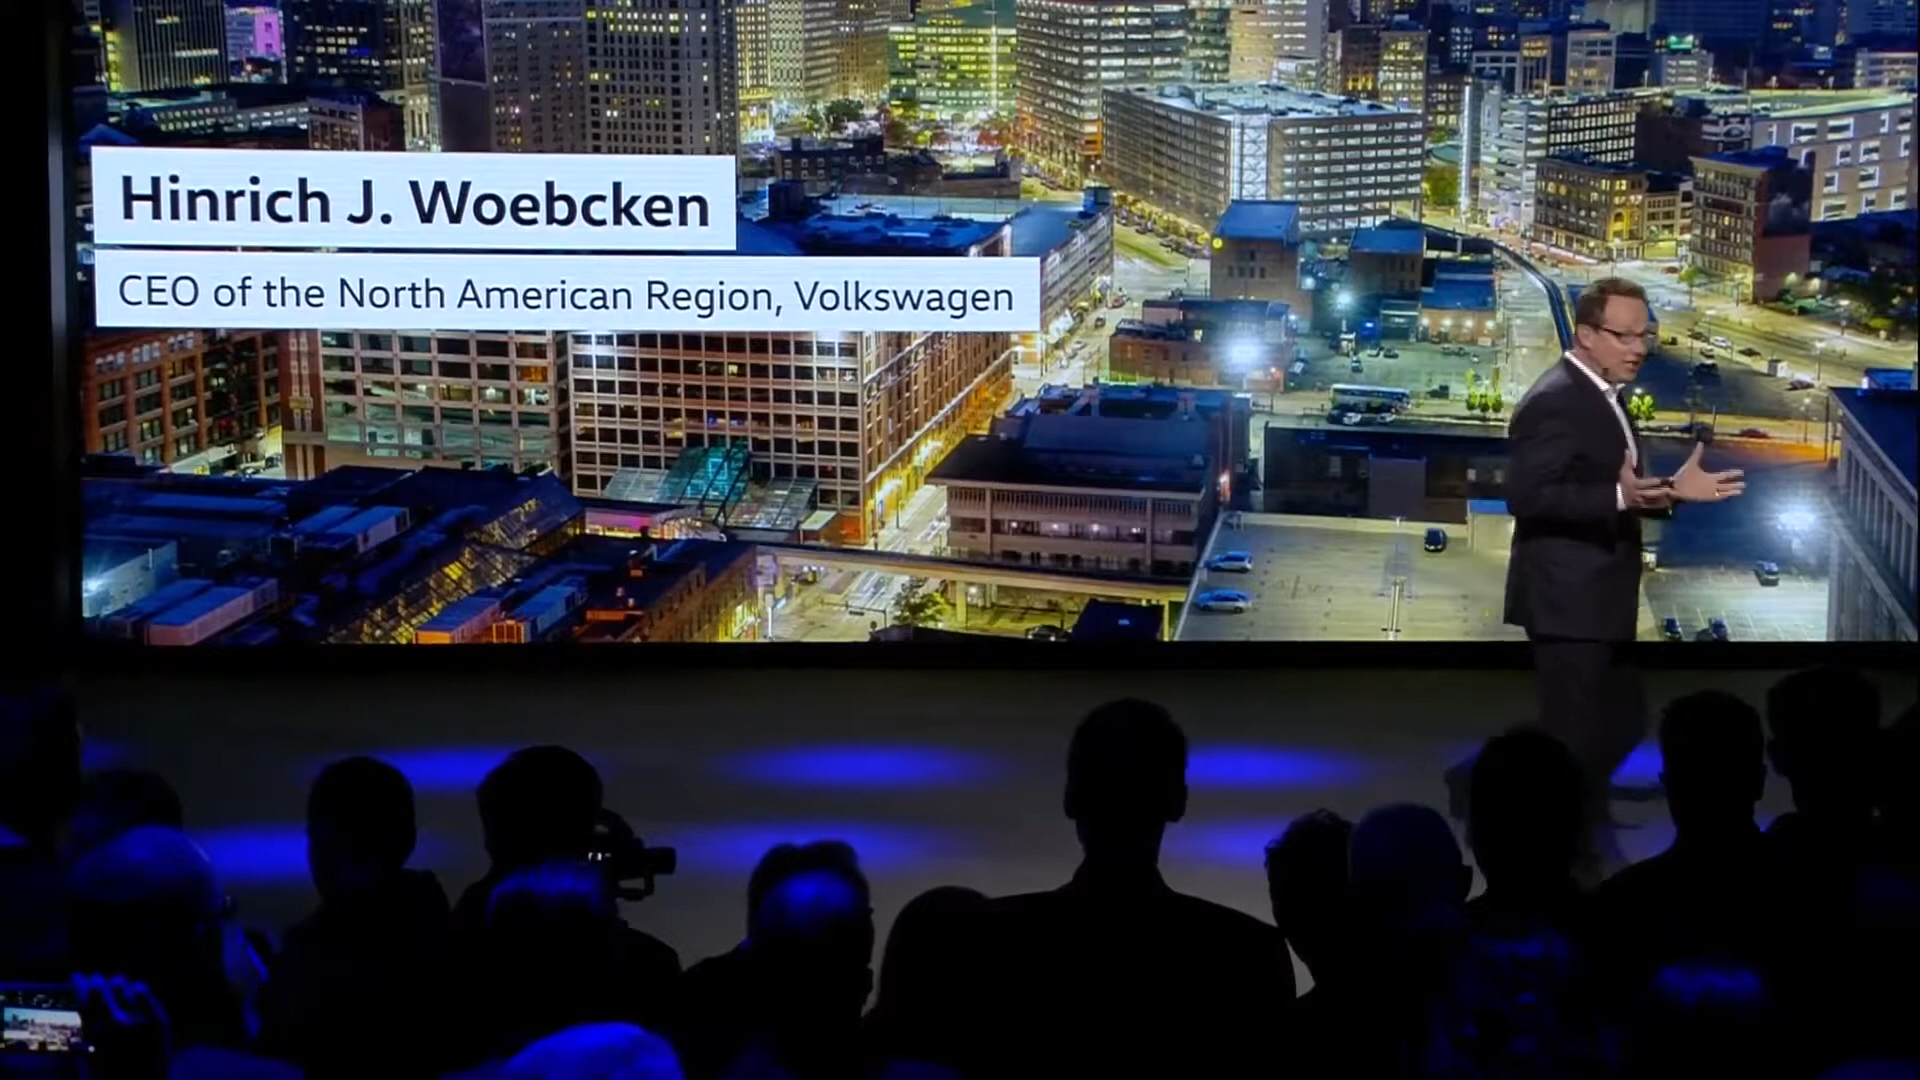 Hinrich J. Woebcken
CEO of the North American Region, Volkswagen